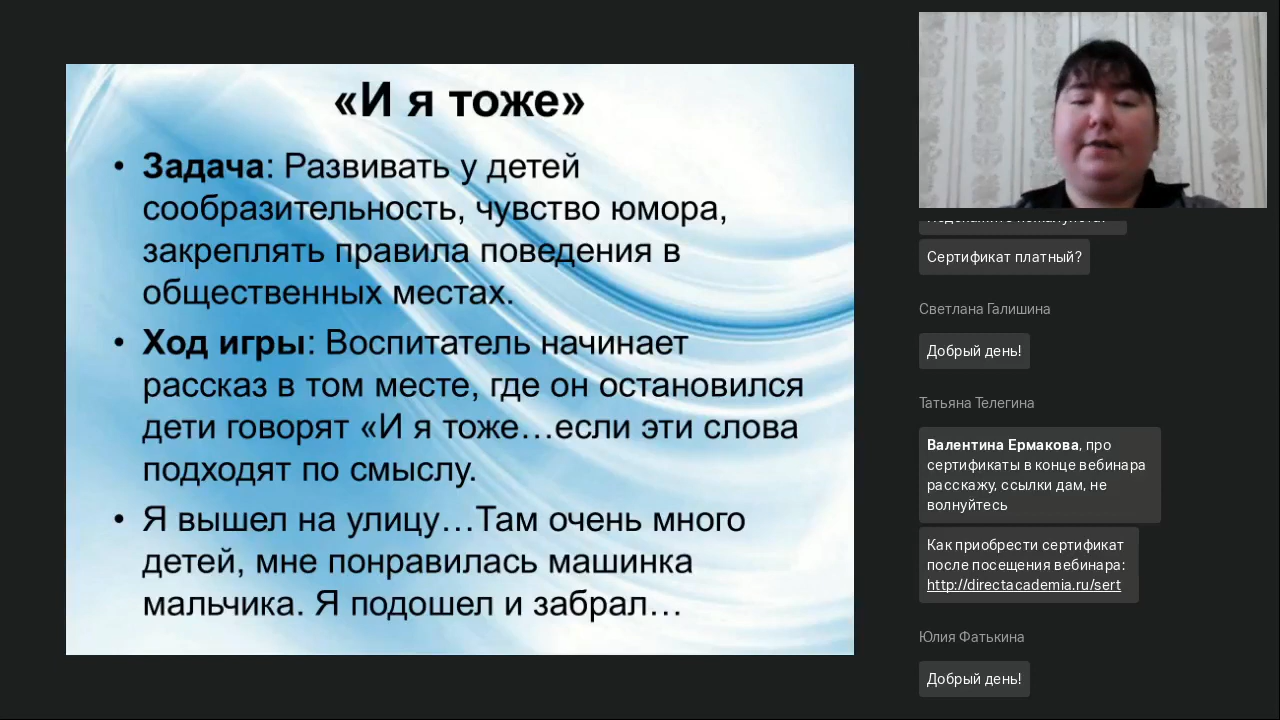 «И я тоже»
• Задача: Развивать у детей
сообразительность, чувство юмора,
закреплять правила поведения в
общественных местах.
• Ход игры: Воспитатель начинает
рассказ в том месте, где он остановился
дети говорят «И я тоже…если эти слова
подходят по смыслу.
• Я вышел на улицу…Там очень много
детей, мне понравилась машинка
мальчика. Я подошел и забрал…
Сертификат платный?
Светлана Галишина
Добрый день!
Татьяна Телегина
Валентина Ермакова, про
сертификаты в конце вебинара
расскажу, ссылки дам, не
волнуйтесь
Как приобрести сертификат
после посещения вебинара:
http://directacademia.ru/sert
Юлия Фатькина
Добрый день!